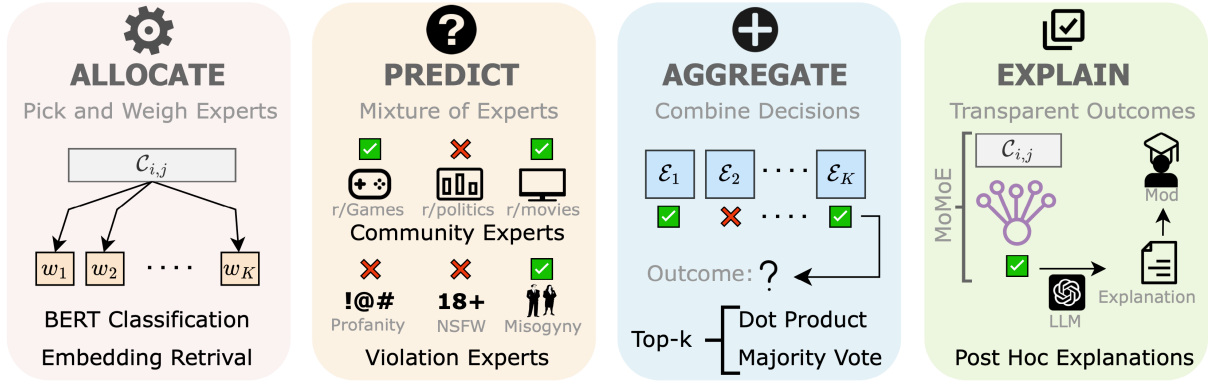 ALLOCATE
Pick and Weigh Experts
C_{i,j}
w_1 w_2 .... w_K
BERT Classification
Embedding Retrival
?
PREDICT
Mixture of Experts
r/Games r/politics r/movies
Community Experts
!@# 18+
Profanity NSFW Misogyny
Violation Experts
AGGREGATE
Combine Decisions
E_1 E_2 .... E_K
....
Outcome: ?
Top-k
Dot Product
Majority Vote
EXPLAIN
Transparent Outcomes
MoMoE
C_{i,j}
Mod
Explanation
LLM
Post Hoc Explanations